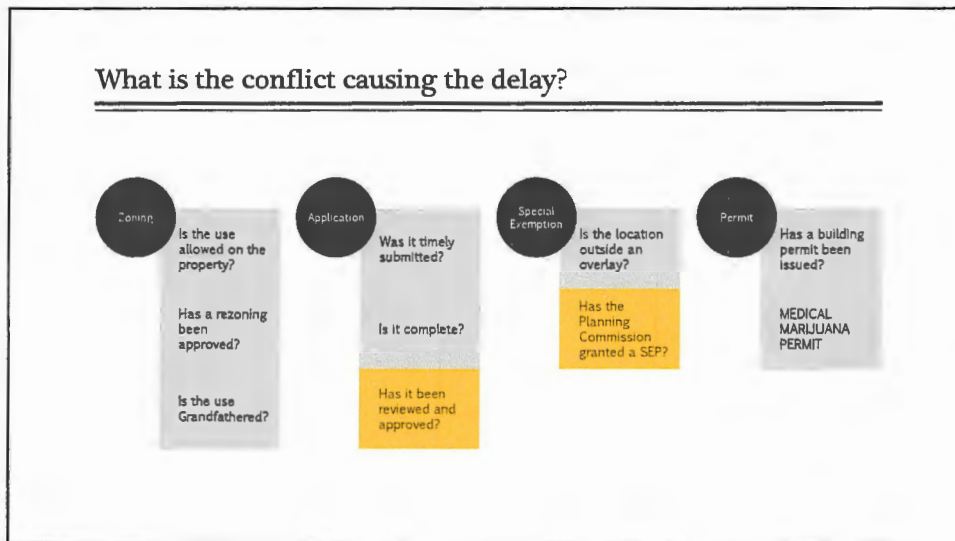 What is the conflict causing the delay?
Zoning
Is the use
allowed on the
property?
Has a rezoning
been
approved?
Is the use
Grandfathered?
Application
Was it timely
submitted?
Is it complete?
Has it been
reviewed and
approved?
Special
Exemption
Is the location
outside an
overlay?
Has the
Planning
Commission
granted a SEP?
Permit
Has a building
permit been
issued?
MEDICAL
MARIJUANA
PERMIT